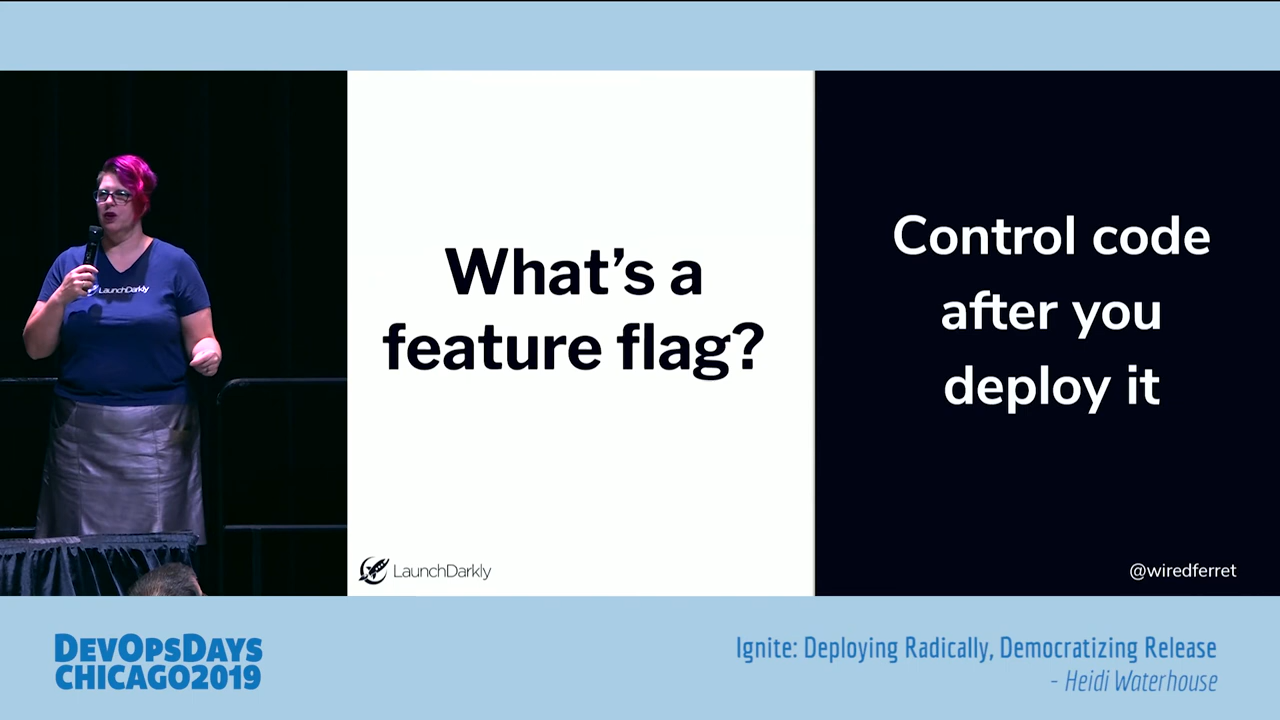 LaunchDarkly
What's a
feature flag?
LaunchDarkly
Control code
after you
deploy it
@wiredferret
DEVOPSDAYS
CHICAGO2019
Ignite: Deploying Radically, Democratizing Release
- Heidi Waterhouse